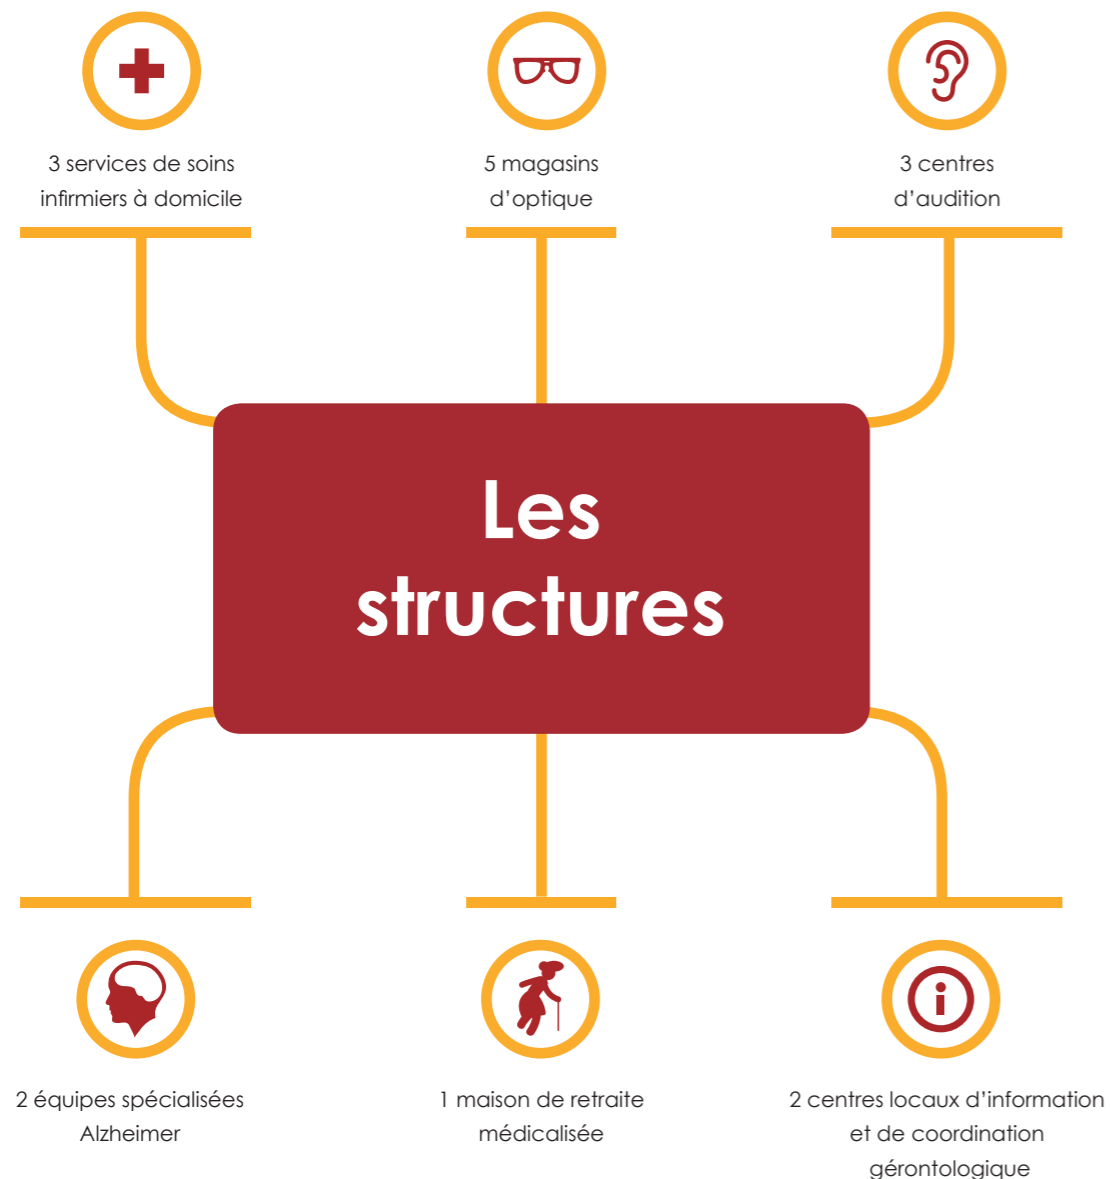 3 services de soins
infirmiers à domicile
5 magasins
d’optique
3 centres
d’audition
Les
structures
2 équipes spécialisées
Alzheimer
1 maison de retraite
médicalisée
2 centres locaux d’information
et de coordination
gérontologique